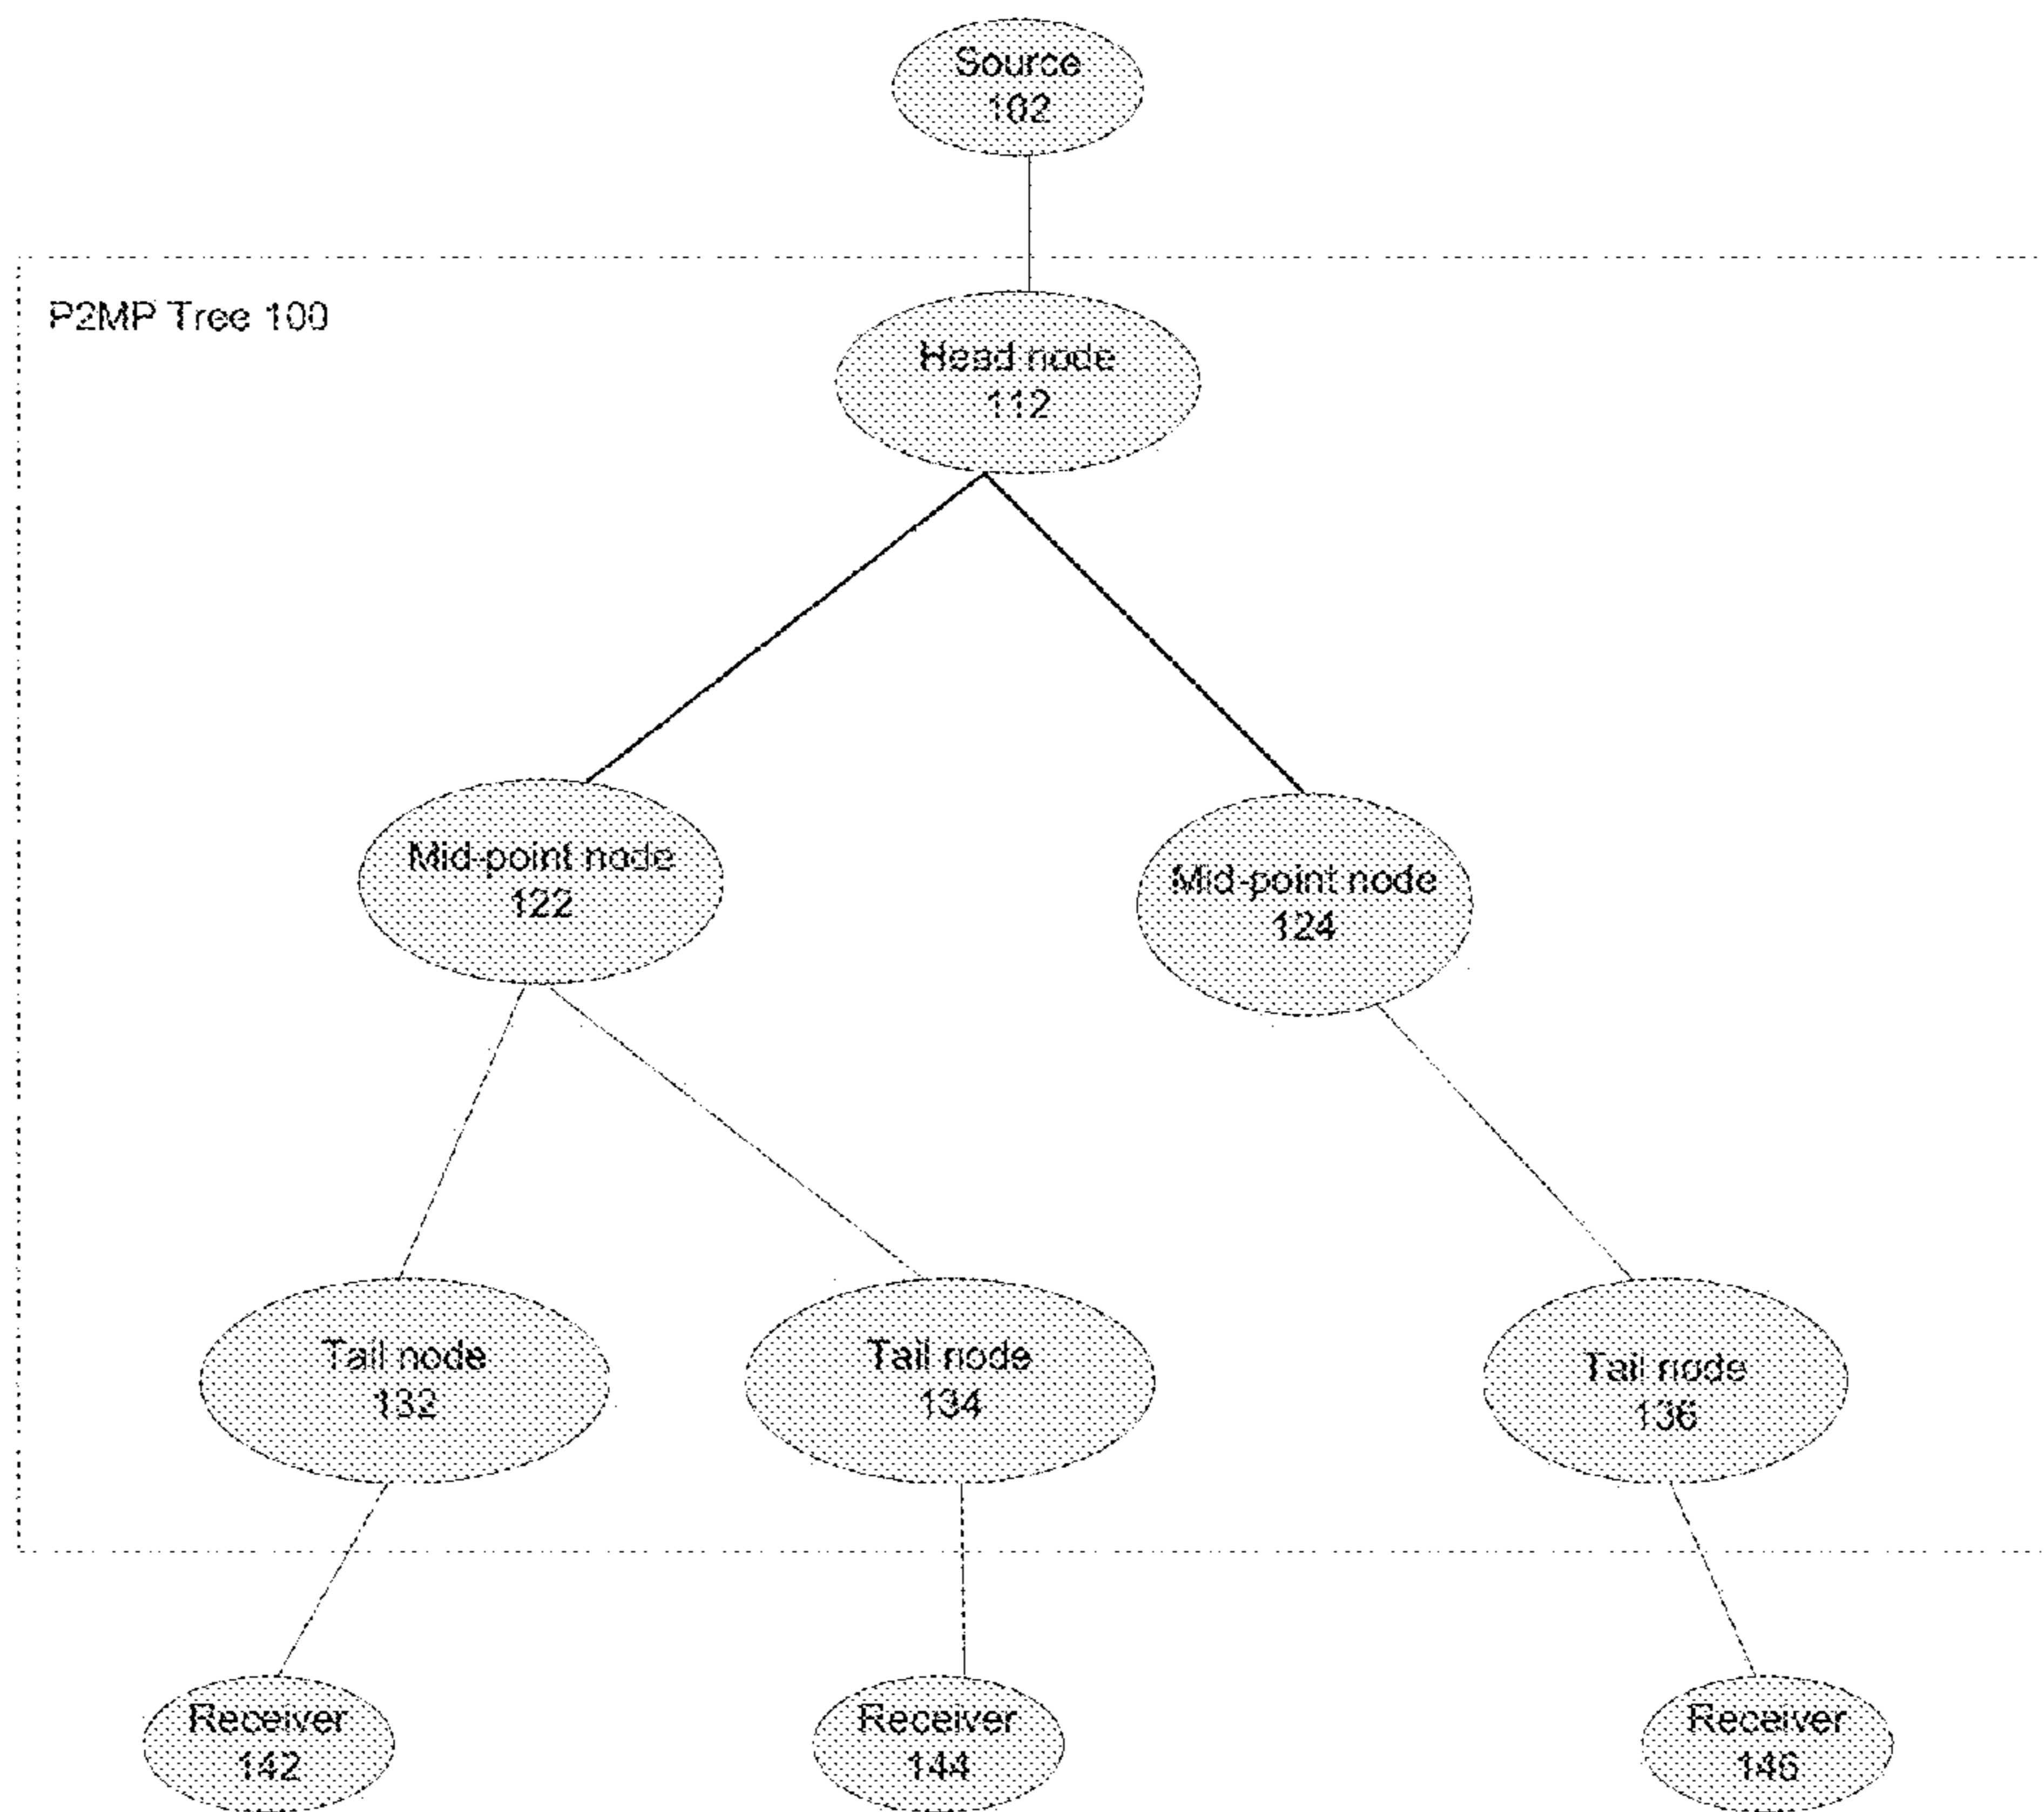 Source
102
P2MP Tree 100
Head node
112
Mid-point node
122
Mid-point node
124
Tail node
132
Tail node
134
Tail node
136
Receiver
142
Receiver
144
Receiver
146